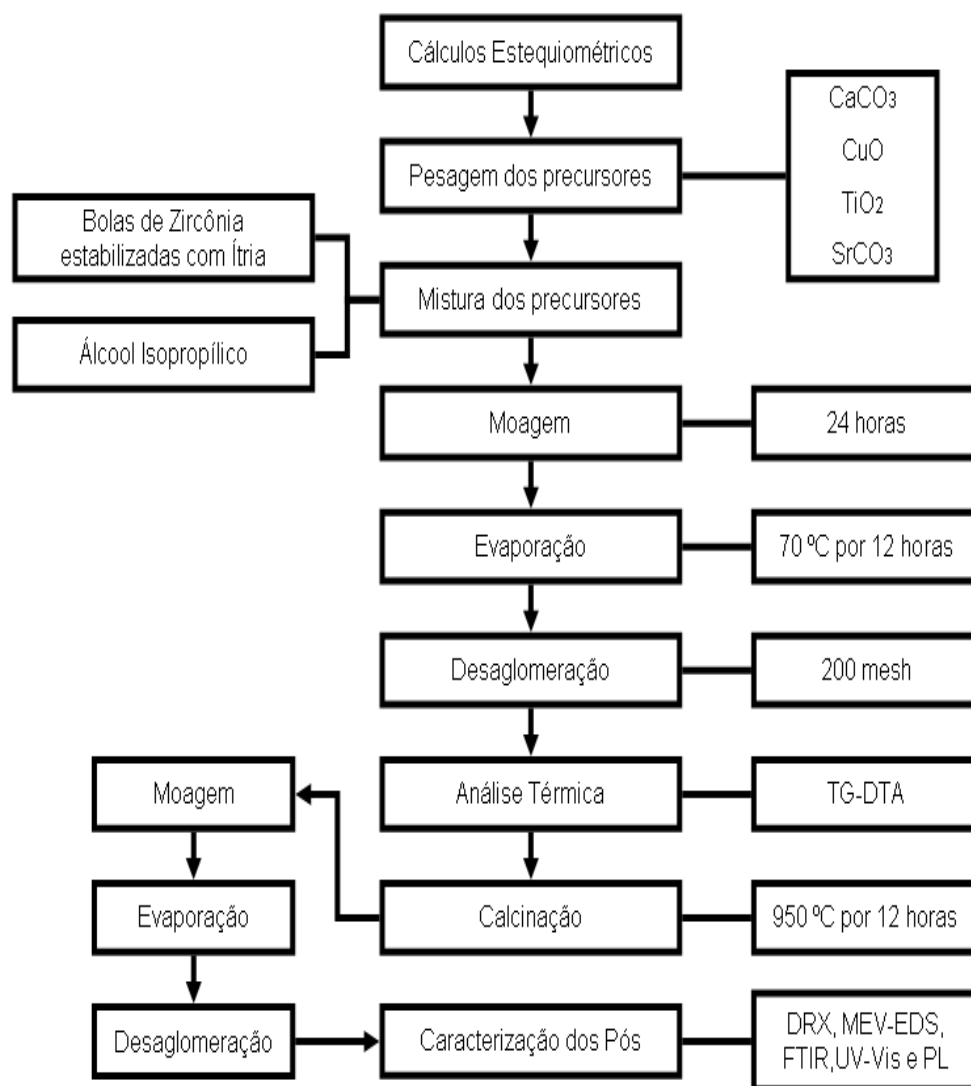 Cálculos Estequiométricos
CaCO₃
CuO
TiO₂
SrCO₃
Pesagem dos precursores
Bolas de Zircônia
estabilizadas com Ítria
Mistura dos precursores
Álcool Isopropílico
Moagem
24 horas
Evaporação
70 ºC por 12 horas
Desaglomeração
200 mesh
Análise Térmica
TG-DTA
Calcinação
950 ºC por 12 horas
Moagem
Evaporação
Desaglomeração
Caracterização dos Pós
DRX, MEV-EDS,
FTIR,UV-Vis e PL